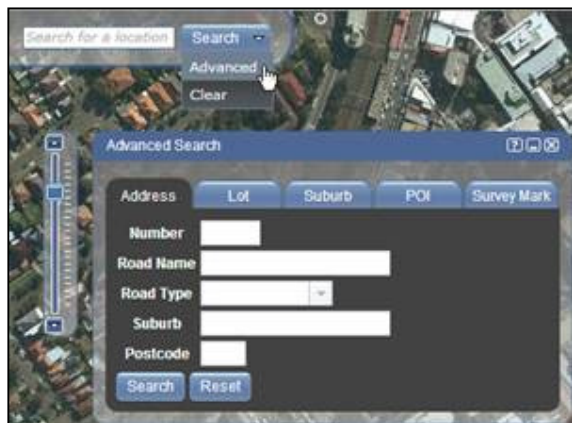 Search for a location Search
Advanced
Clear
Advanced Search
Address Lot Suburb POI Survey Mark
Number
Road Name
Road Type
Suburb
Postcode
Search Reset